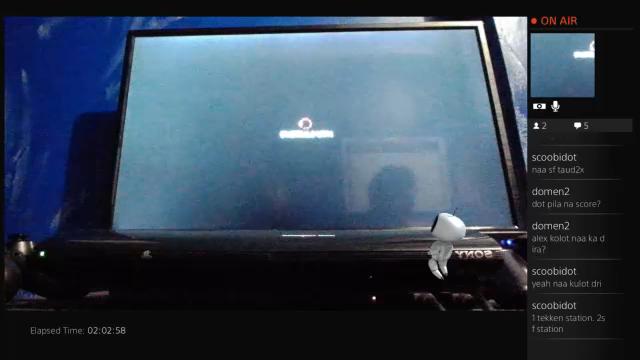 ON AIR
2
5
scoobidot
naa sf taud2x
domen2
dot pila na score?
domen2
alex kolot naa ka d
ira?
scoobidot
yeah naa kulot dri
scoobidot
1 tekken station. 2s
f station
SONY
Elapsed Time: 02:02:58